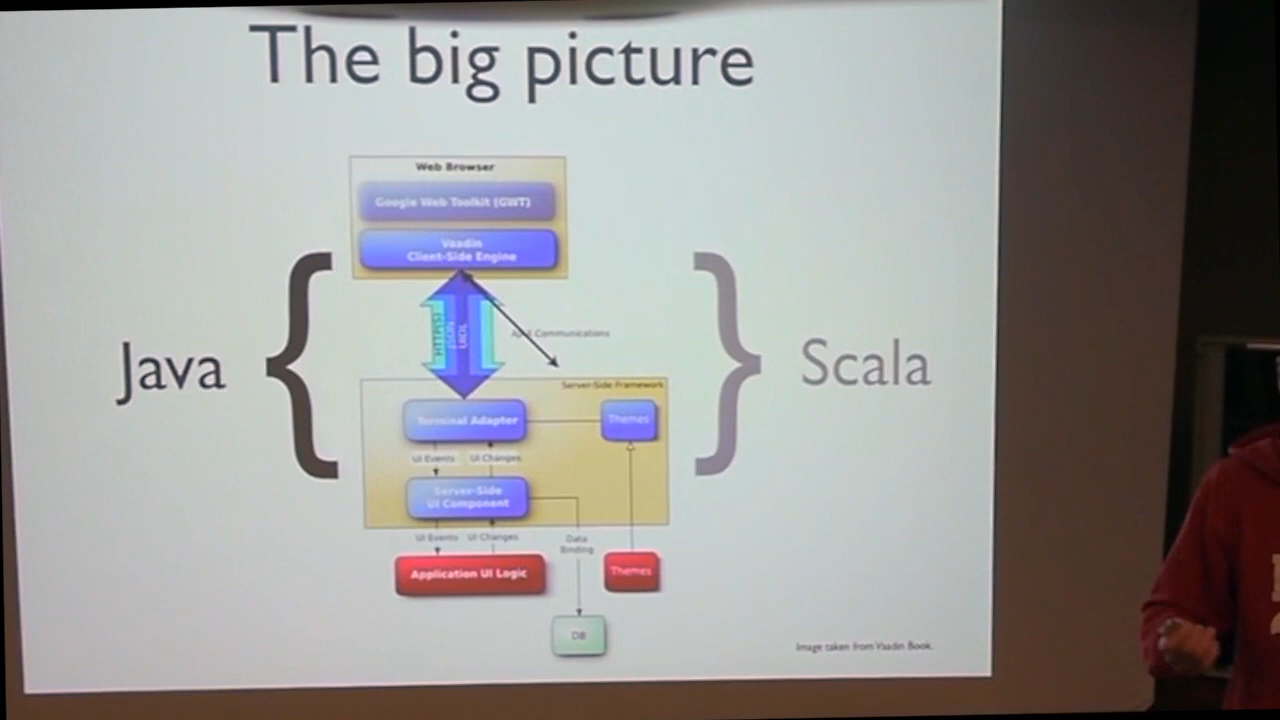 The big picture
Web Browser
Google Web Toolkit (GWT)
Vaadin
Client-Side Engine
HTTP(S)
JSON
UIDL
Communications
Java
Scala
Server-Side Framework
Terminal Adapter
Themes
UI Events
UI Changes
Server-Side
UI Component
UI Events
UI Changes
Data
Binding
Application UI Logic
Themes
DB
Image taken from Vaadin Book.